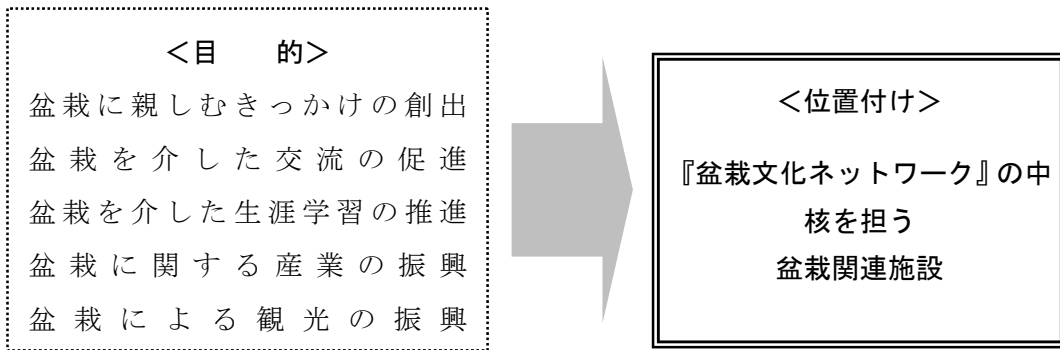 ＜目　　的＞
盆栽に親しむきっかけの創出
盆栽を介した交流の促進
盆栽を介した生涯学習の推進
盆栽に関する産業の振興
盆栽による観光の振興
＜位置付け＞
『盆栽文化ネットワーク』の中
核を担う
盆栽関連施設